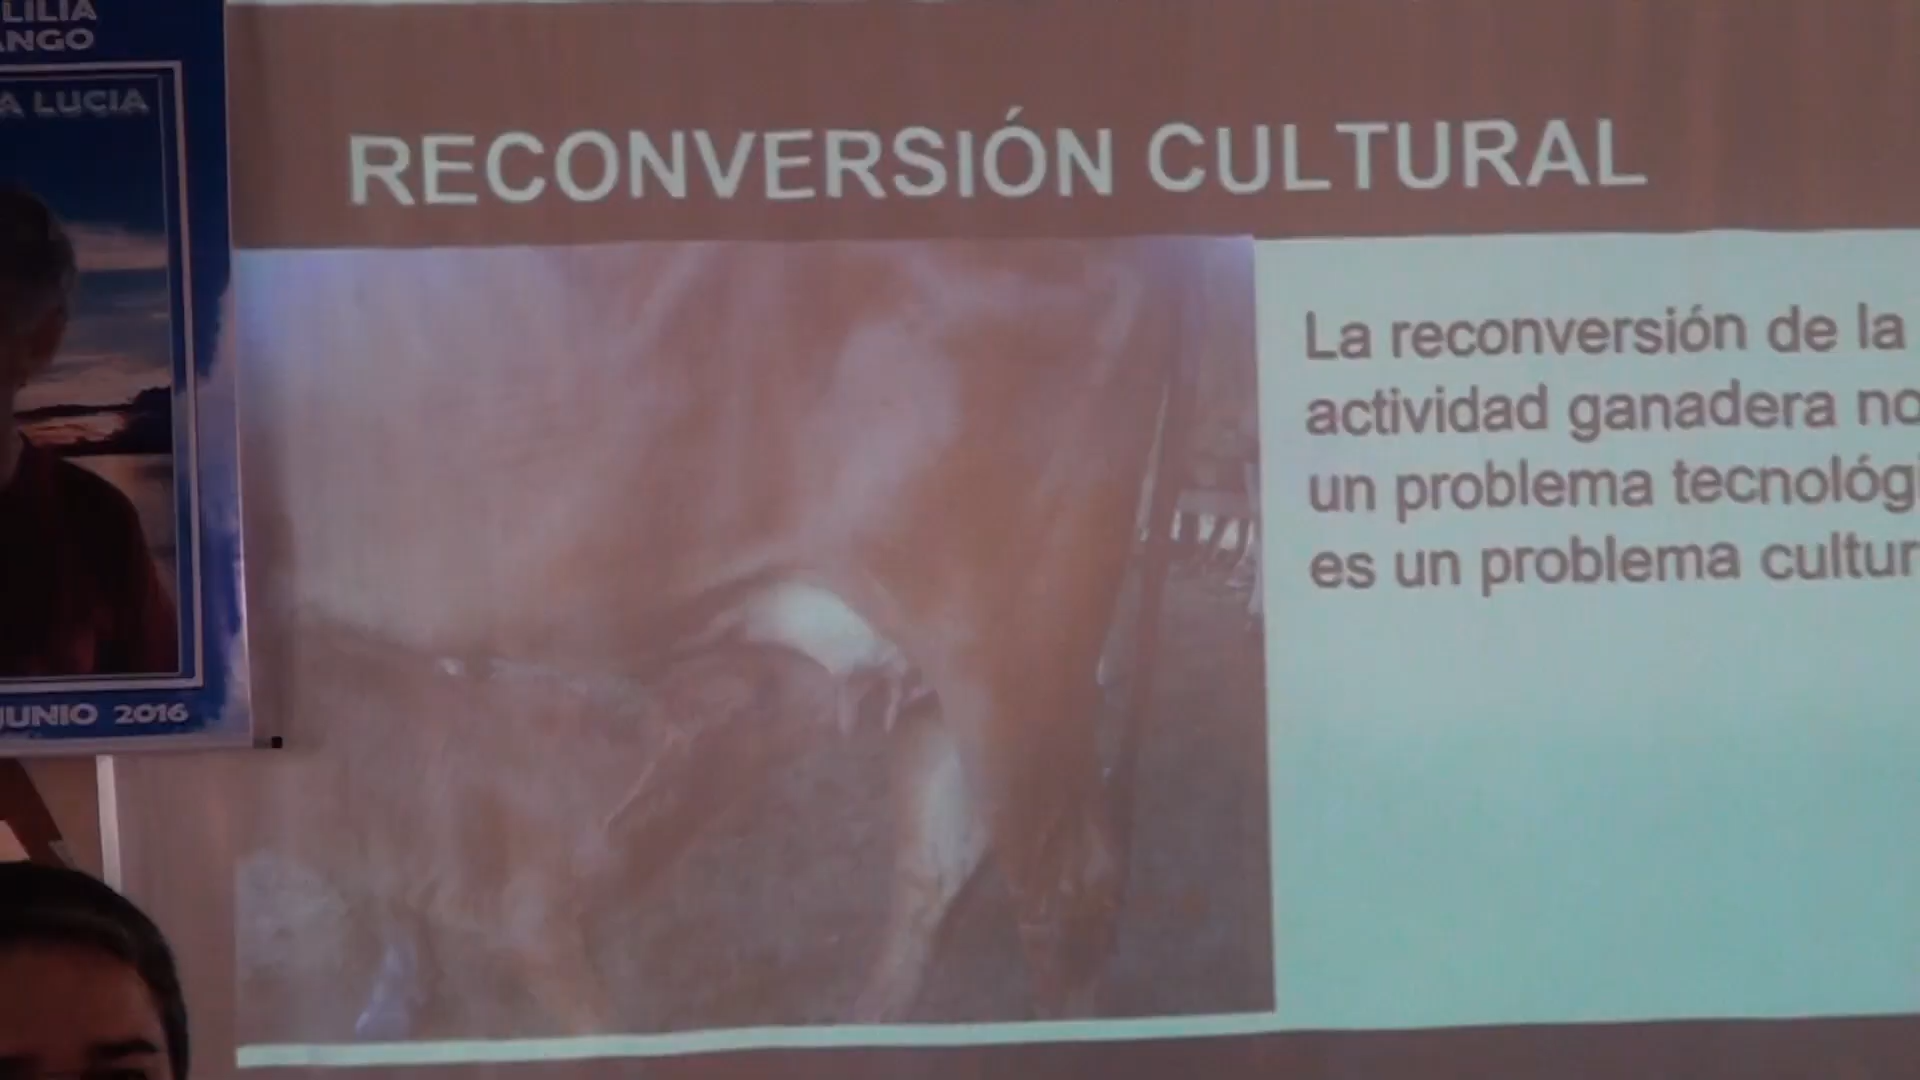 LILIA
ANGO
A LUCIA
JUNIO 2016
RECONVERSIÓN CULTURAL
La reconversión de la
actividad ganadera no
un problema tecnológi
es un problema cultur